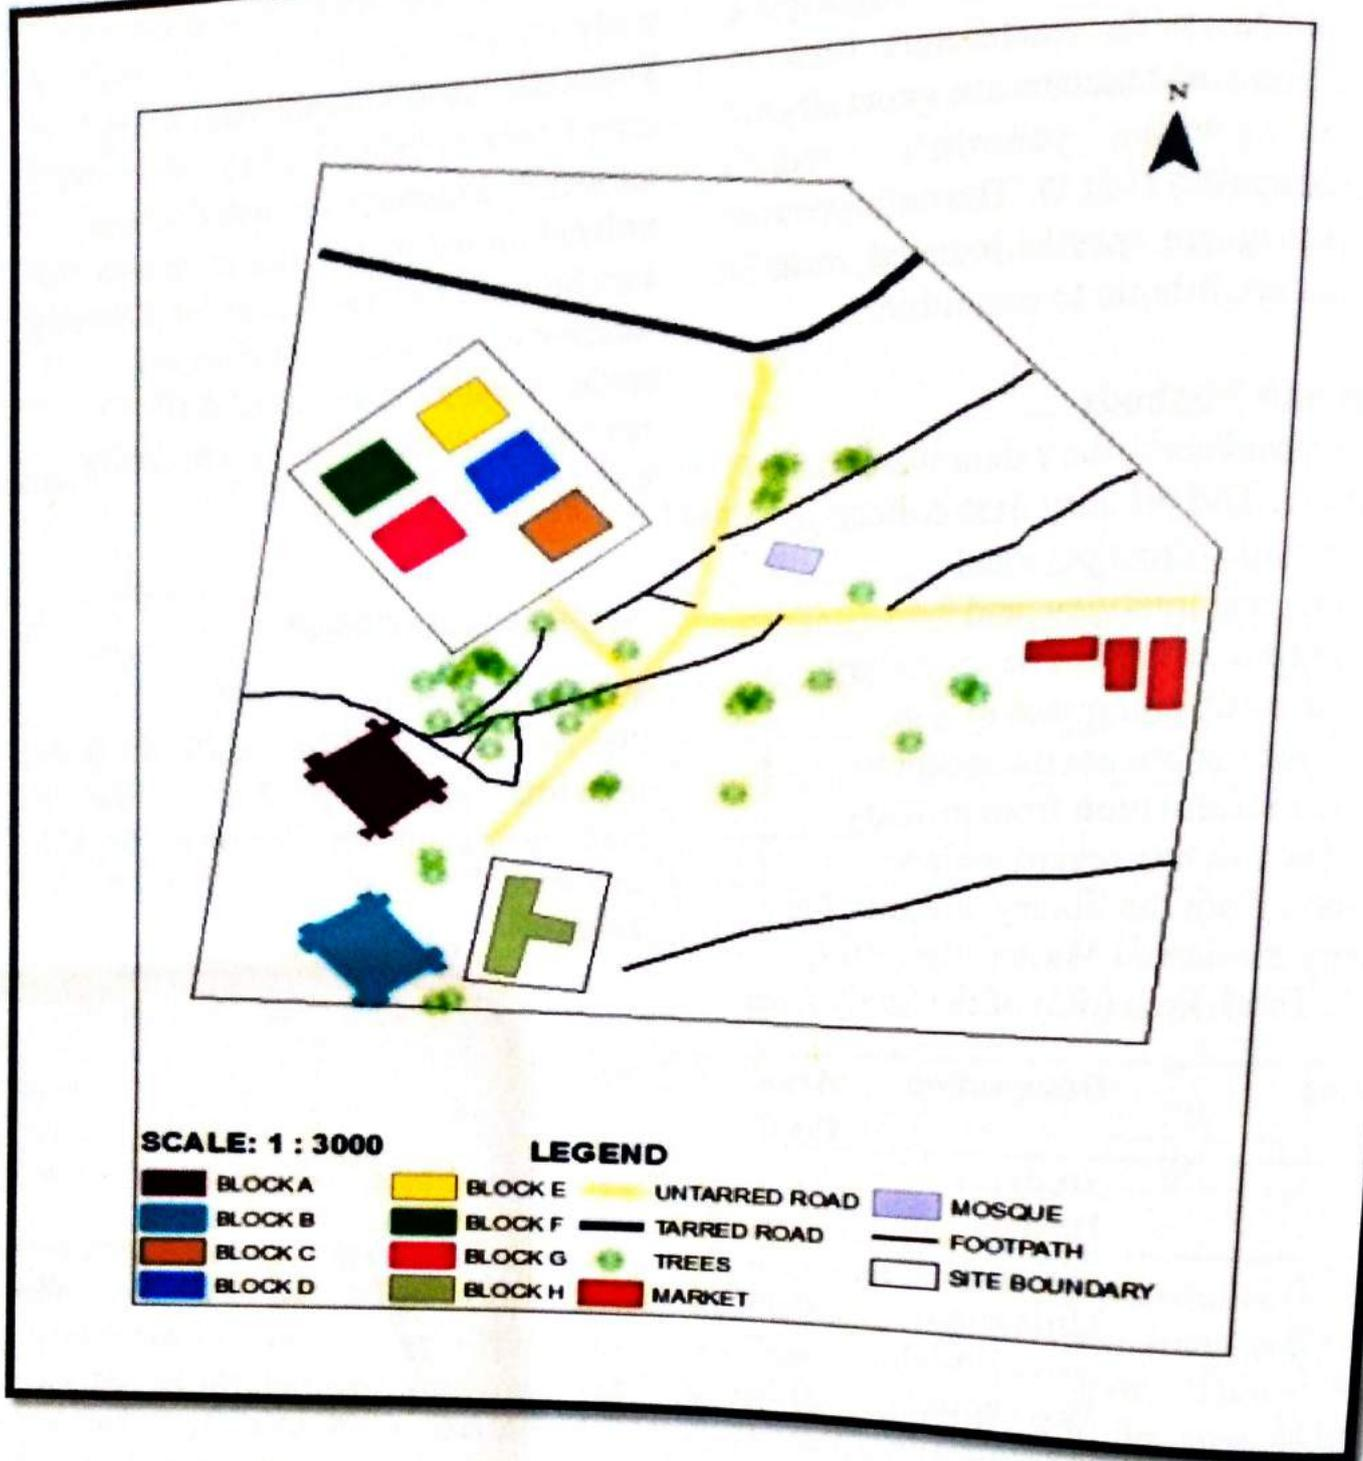 N
SCALE: 1 : 3000
LEGEND
BLOCK A
BLOCK B
BLOCK C
BLOCK D
BLOCK E
BLOCK F
BLOCK G
BLOCK H
UNTARRED ROAD
TARRED ROAD
TREES
MARKET
MOSQUE
FOOTPATH
SITE BOUNDARY